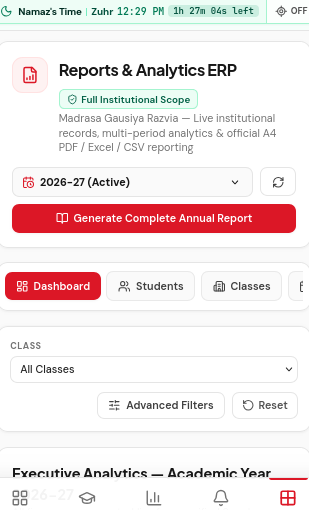 Namaz's Time | Zuhr 12:29 PM 1h 27m 04s left OFF
Reports & Analytics ERP
Full Institutional Scope
Madrasa Gausiya Razvia — Live institutional
records, multi-period analytics & official A4
PDF / Excel / CSV reporting
2026-27 (Active)
Generate Complete Annual Report
Dashboard Students Classes
CLASS
All Classes
Advanced Filters Reset
Executive Analytics — Academic Year
2026-27